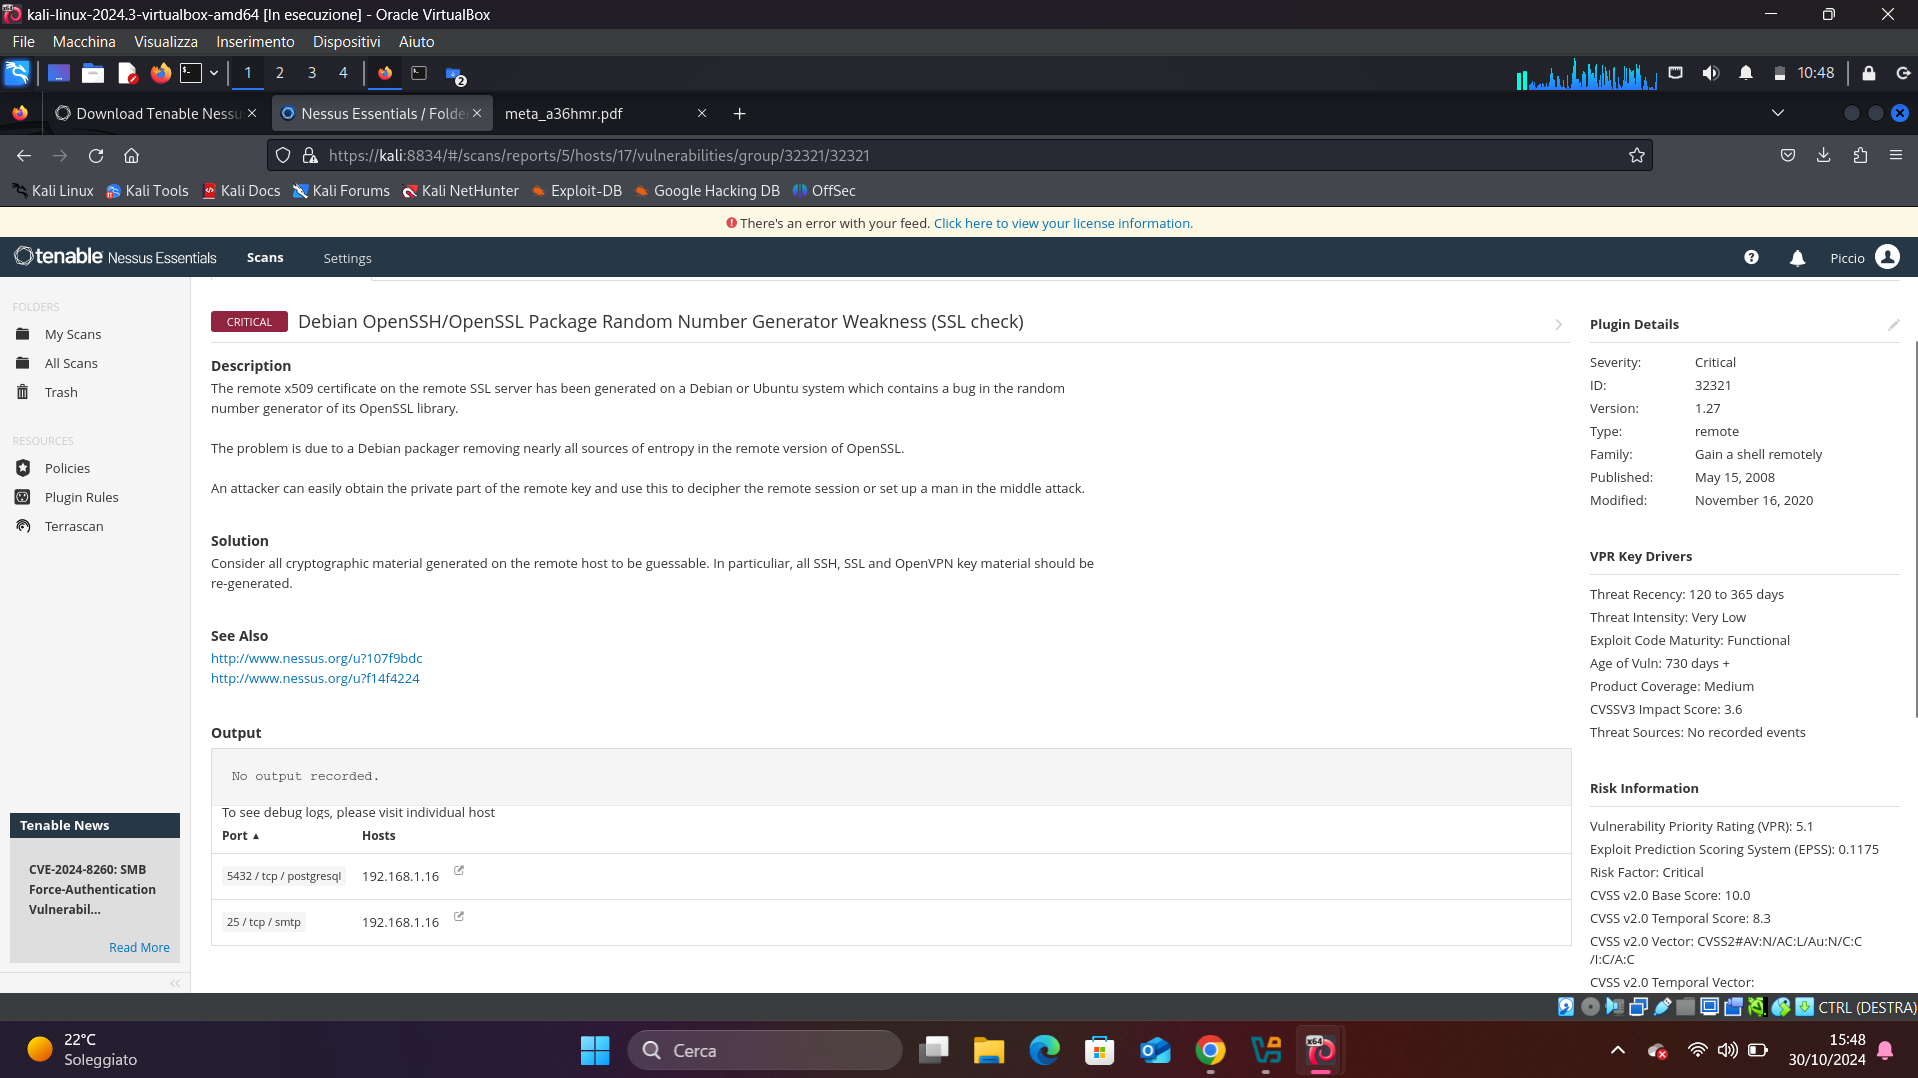 kali-linux-2024.3-virtualbox-amd64 [In esecuzione] - Oracle VirtualBox
File Macchina Visualizza Inserimento Dispositivi Aiuto
1 2 3 4 2 10:48
Download Tenable Nessu Nessus Essentials / Folde meta_a36hmr.pdf
https://kali:8834/#/scans/reports/5/hosts/17/vulnerabilities/group/32321/32321
Kali Linux Kali Tools Kali Docs Kali Forums Kali NetHunter Exploit-DB Google Hacking DB OffSec
There's an error with your feed. Click here to view your license information.
tenable Nessus Essentials Scans Settings Piccio
FOLDERS
My Scans
All Scans
Trash
RESOURCES
Policies
Plugin Rules
Terrascan
Tenable News
CVE-2024-8260: SMB
Force-Authentication
Vulnerabil...
Read More
CRITICAL Debian OpenSSH/OpenSSL Package Random Number Generator Weakness (SSL check)
Description
The remote x509 certificate on the remote SSL server has been generated on a Debian or Ubuntu system which contains a bug in the random
number generator of its OpenSSL library.
The problem is due to a Debian packager removing nearly all sources of entropy in the remote version of OpenSSL.
An attacker can easily obtain the private part of the remote key and use this to decipher the remote session or set up a man in the middle attack.
Solution
Consider all cryptographic material generated on the remote host to be guessable. In particuliar, all SSH, SSL and OpenVPN key material should be
re-generated.
See Also
http://www.nessus.org/u?107f9bdc
http://www.nessus.org/u?f14f4224
Output
No output recorded.
To see debug logs, please visit individual host
Port Hosts
5432 / tcp / postgresql 192.168.1.16
25 / tcp / smtp 192.168.1.16
Plugin Details
Severity: Critical
ID: 32321
Version: 1.27
Type: remote
Family: Gain a shell remotely
Published: May 15, 2008
Modified: November 16, 2020
VPR Key Drivers
Threat Recency: 120 to 365 days
Threat Intensity: Very Low
Exploit Code Maturity: Functional
Age of Vuln: 730 days +
Product Coverage: Medium
CVSSV3 Impact Score: 3.6
Threat Sources: No recorded events
Risk Information
Vulnerability Priority Rating (VPR): 5.1
Exploit Prediction Scoring System (EPSS): 0.1175
Risk Factor: Critical
CVSS v2.0 Base Score: 10.0
CVSS v2.0 Temporal Score: 8.3
CVSS v2.0 Vector: CVSS2#AV:N/AC:L/Au:N/C:C
/I:C/A:C
CVSS v2.0 Temporal Vector:
CTRL (DESTRA)
22°C
Soleggiato
Cerca
15:48
30/10/2024